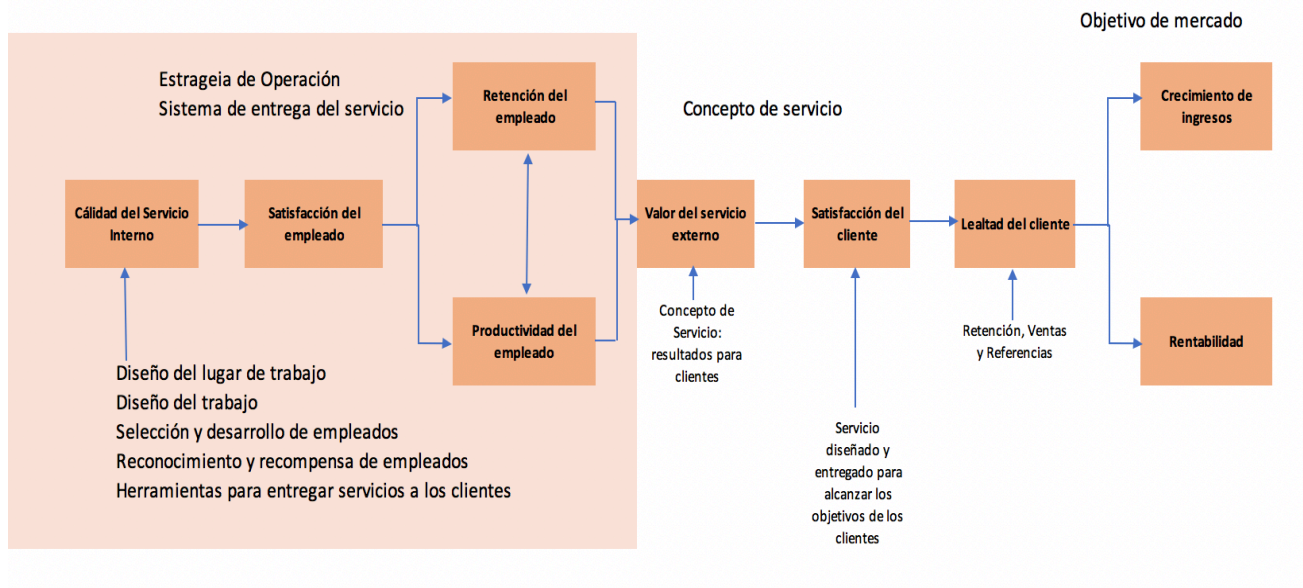 Objetivo de mercado
Estrageia de Operación
Sistema de entrega del servicio
Retención del
empleado
Concepto de servicio
Crecimiento de
ingresos
Cálidad del Servicio
Interno
Satisfacción del
empleado
Valor del servicio
externo
Satisfacción del
cliente
Lealtad del cliente
Productividad del
empleado
Concepto de
Servicio:
resultados para
clientes
Retención, Ventas
y Referencias
Rentabilidad
Diseño del lugar de trabajo
Diseño del trabajo
Selección y desarrollo de empleados
Reconocimiento y recompensa de empleados
Herramientas para entregar servicios a los clientes
Servicio
diseñado y
entregado para
alcanzar los
objetivos de los
clientes